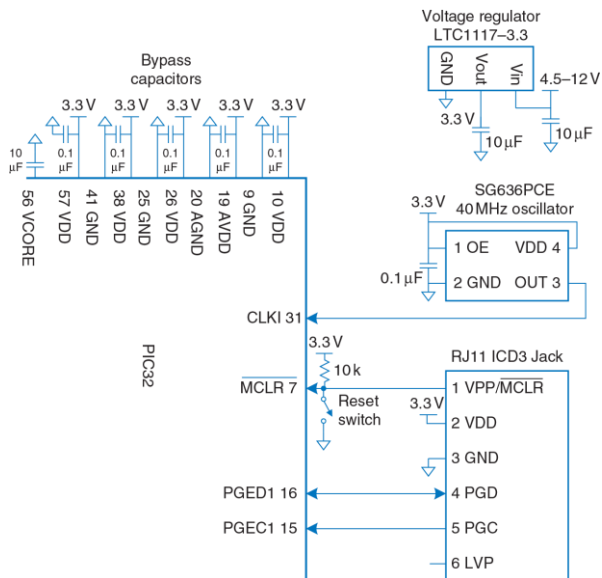 Voltage regulator
LTC1117–3.3
GND
Vout
Vin
4.5–12 V
3.3 V
10 µF
10 µF
Bypass
capacitors
3.3 V
3.3 V
3.3 V
3.3 V
3.3 V
10
µF
0.1
µF
0.1
µF
0.1
µF
0.1
µF
0.1
µF
56 VCORE
57 VDD
41 GND
38 VDD
25 GND
26 VDD
20 AGND
19 AVDD
9 GND
10 VDD
SG636PCE
40 MHz oscillator
3.3 V
1 OE
VDD 4
0.1 µF
2 GND
OUT 3
CLKI 31
PIC32
3.3 V
10 k
MCLR 7
Reset
switch
RJ11 ICD3 Jack
1 VPP/MCLR
3.3 V
2 VDD
3 GND
PGED1 16
4 PGD
PGEC1 15
5 PGC
6 LVP